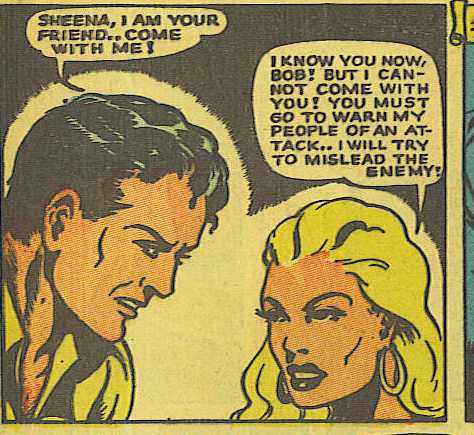 SHEENA, I AM YOUR
FRIEND.. COME
WITH ME!
I KNOW YOU NOW,
BOB! BUT I CAN-
NOT COME WITH
YOU! YOU MUST
GO TO WARN MY
PEOPLE OF AN AT-
TACK.. I WILL TRY
TO MISLEAD THE
ENEMY!